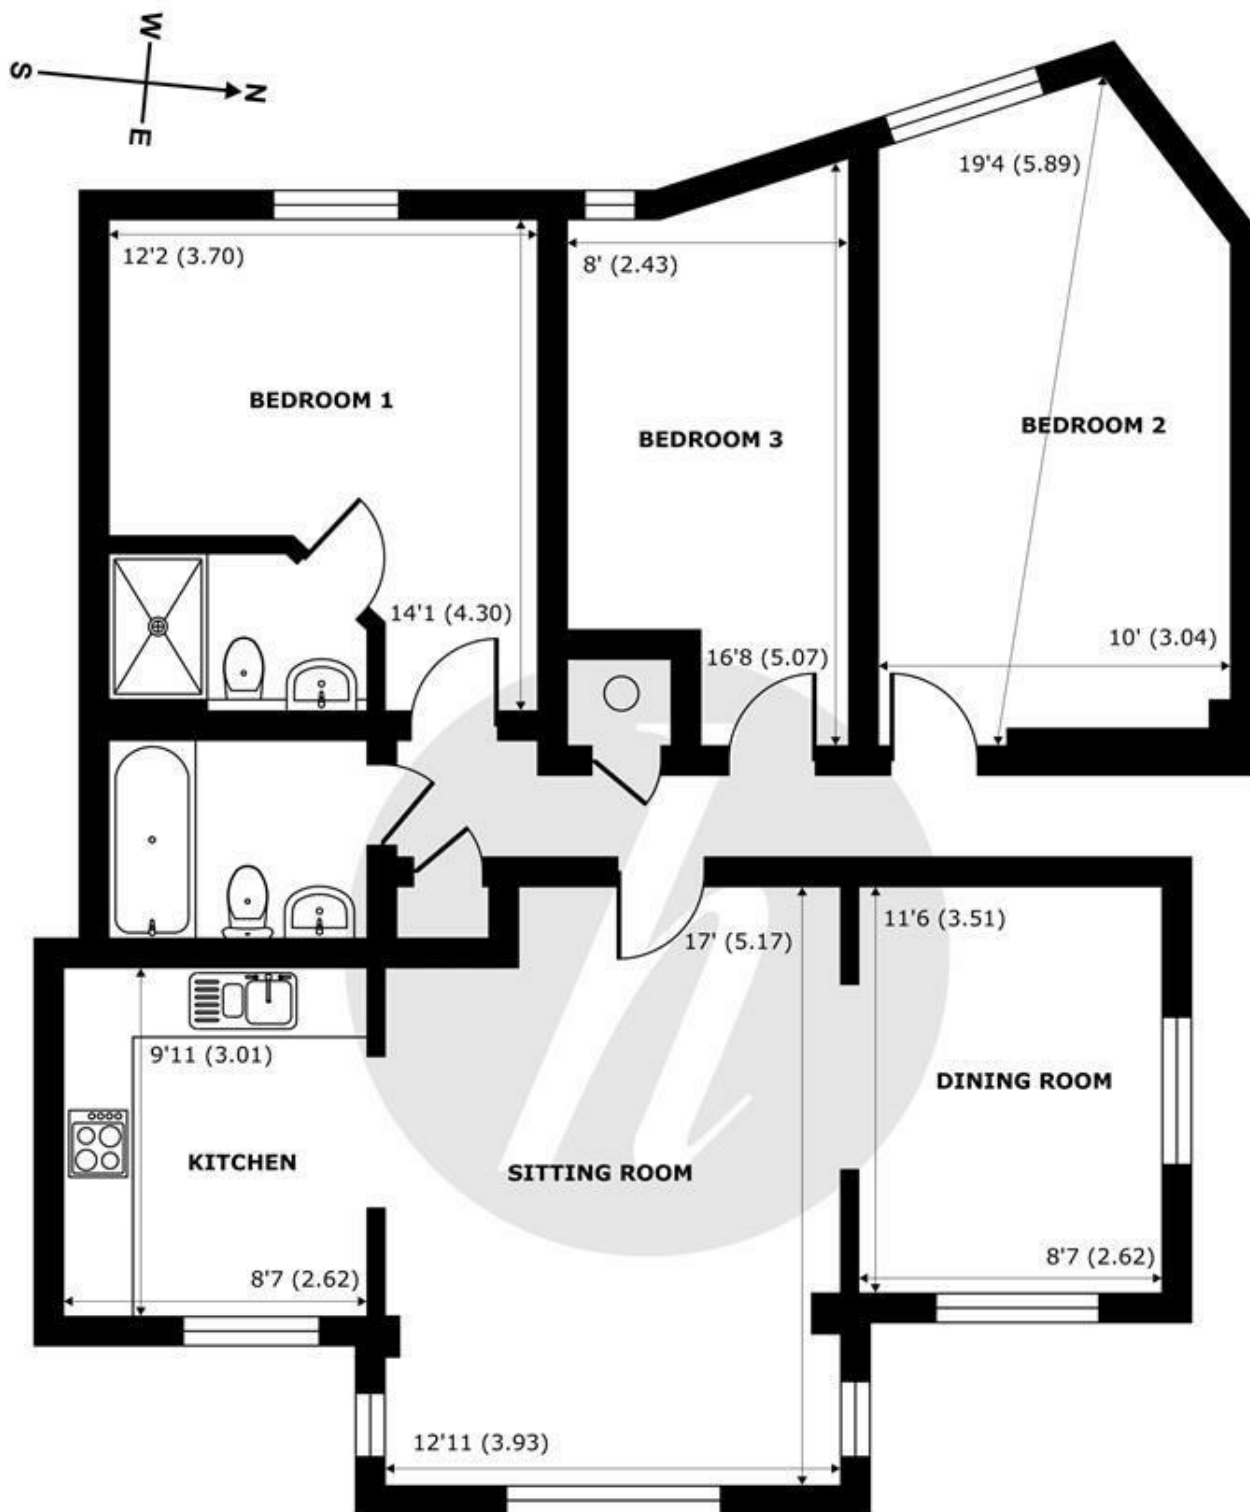 W
S
N
E
19'4 (5.89)
12'2 (3.70)
8' (2.43)
BEDROOM 1
BEDROOM 3
BEDROOM 2
14'1 (4.30)
16'8 (5.07)
10' (3.04)
17' (5.17)
11'6 (3.51)
9'11 (3.01)
DINING ROOM
KITCHEN
SITTING ROOM
8'7 (2.62)
8'7 (2.62)
12'11 (3.93)
h